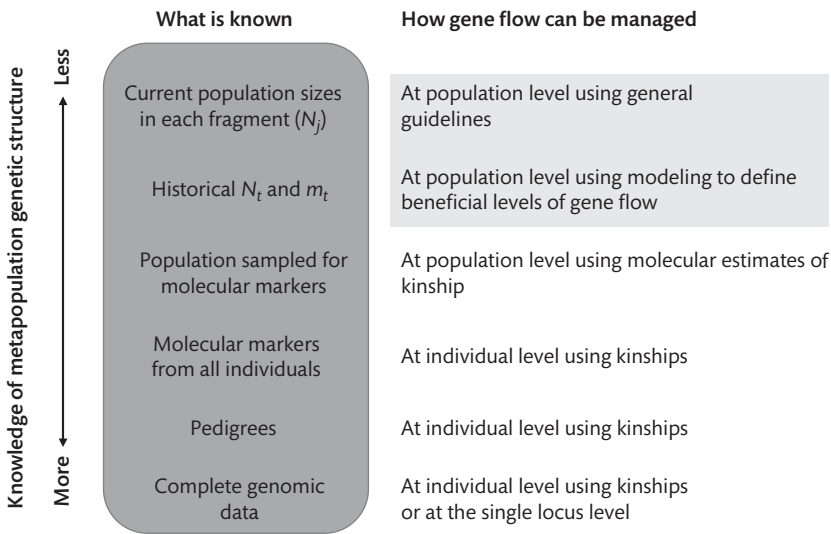 What is known
How gene flow can be managed
Knowledge of metapopulation genetic structure
Less
More
Current population sizes
in each fragment (Nj)
At population level using general
guidelines
Historical Nt and mt
At population level using modeling to define
beneficial levels of gene flow
Population sampled for
molecular markers
At population level using molecular estimates of
kinship
Molecular markers
from all individuals
At individual level using kinships
Pedigrees
At individual level using kinships
Complete genomic
data
At individual level using kinships
or at the single locus level